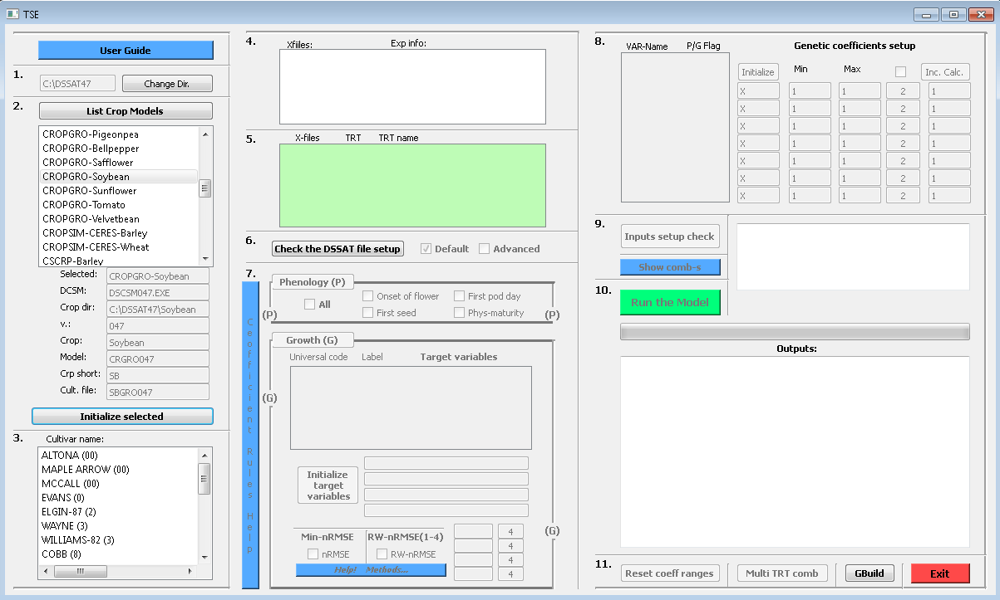 TSE
User Guide
1.
C:\DSSAT47
Change Dir.
2.
List Crop Models
CROPGRO-Pigeonpea
CROPGRO-Bellpepper
CROPGRO-Safflower
CROPGRO-Soybean
CROPGRO-Sunflower
CROPGRO-Tomato
CROPGRO-Velvetbean
CROPSIM-CERES-Barley
CROPSIM-CERES-Wheat
CSCRP-Barley
Selected: CROPGRO-Soybean
DCSM: DSCSM047.EXE
Crop dir: C:\DSSAT47\Soybean
v.: 047
Crop: Soybean
Model: CRGRO047
Crp short: SB
Cult. file: SBGRO047
Initialize selected
3.
Cultivar name:
ALTONA (00)
MAPLE ARROW (00)
MCCALL (00)
EVANS (0)
ELGIN-87 (2)
WAYNE (3)
WILLIAMS-82 (3)
COBB (8)
4.
Xfiiles: Exp info:
5.
X-files TRT TRT name
6.
Check the DSSAT file setup
Default
Advanced
7.
Ceofficient Rules Help
Phenology (P)
(P)
All
Onset of flower
First pod day
First seed
Phys-maturity
(P)
Growth (G)
Universal code Label Target variables
(G)
Initialize
target
variables
(G)
Min-nRMSE
RW-nRMSE(1-4)
nRMSE
RW-nRMSE
4
4
4
4
Help! Methods...
8.
VAR-Name P/G Flag
Genetic coefficients setup
Initialize Min Max Inc. Calc.
X 1 1 2 1
X 1 1 2 1
X 1 1 2 1
X 1 1 2 1
X 1 1 2 1
X 1 1 2 1
X 1 1 2 1
9.
Inputs setup check
Show comb-s
10.
Run the Model
Outputs:
11.
Reset coeff ranges
Multi TRT comb
GBuild
Exit